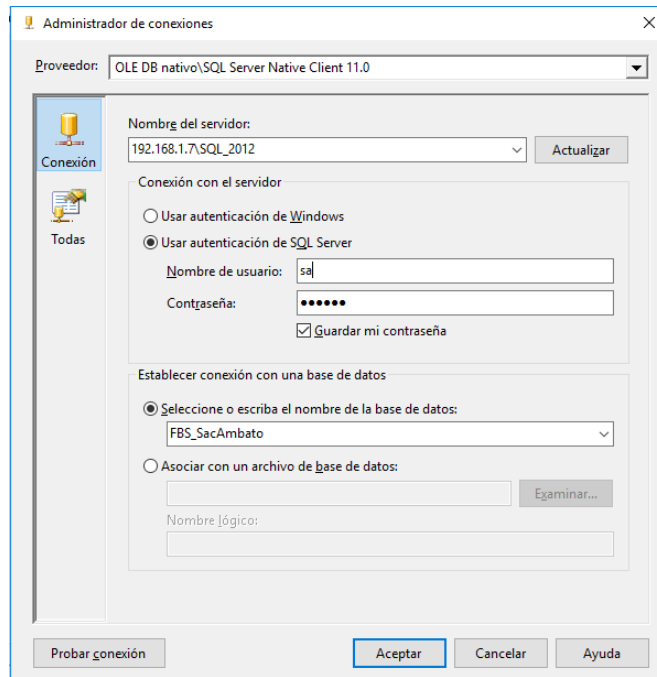 Administrador de conexiones
Proveedor: OLE DB nativo\SQL Server Native Client 11.0
Conexión
Todas
Nombre del servidor:
192.168.1.7\SQL_2012 Actualizar
Conexión con el servidor
Usar autenticación de Windows
Usar autenticación de SQL Server
Nombre de usuario: sa
Contraseña: ●●●●●●
Guardar mi contraseña
Establecer conexión con una base de datos
Seleccione o escriba el nombre de la base de datos:
FBS_SacAmbato
Asociar con un archivo de base de datos:
Examinar...
Nombre lógico:
Probar conexión Aceptar Cancelar Ayuda